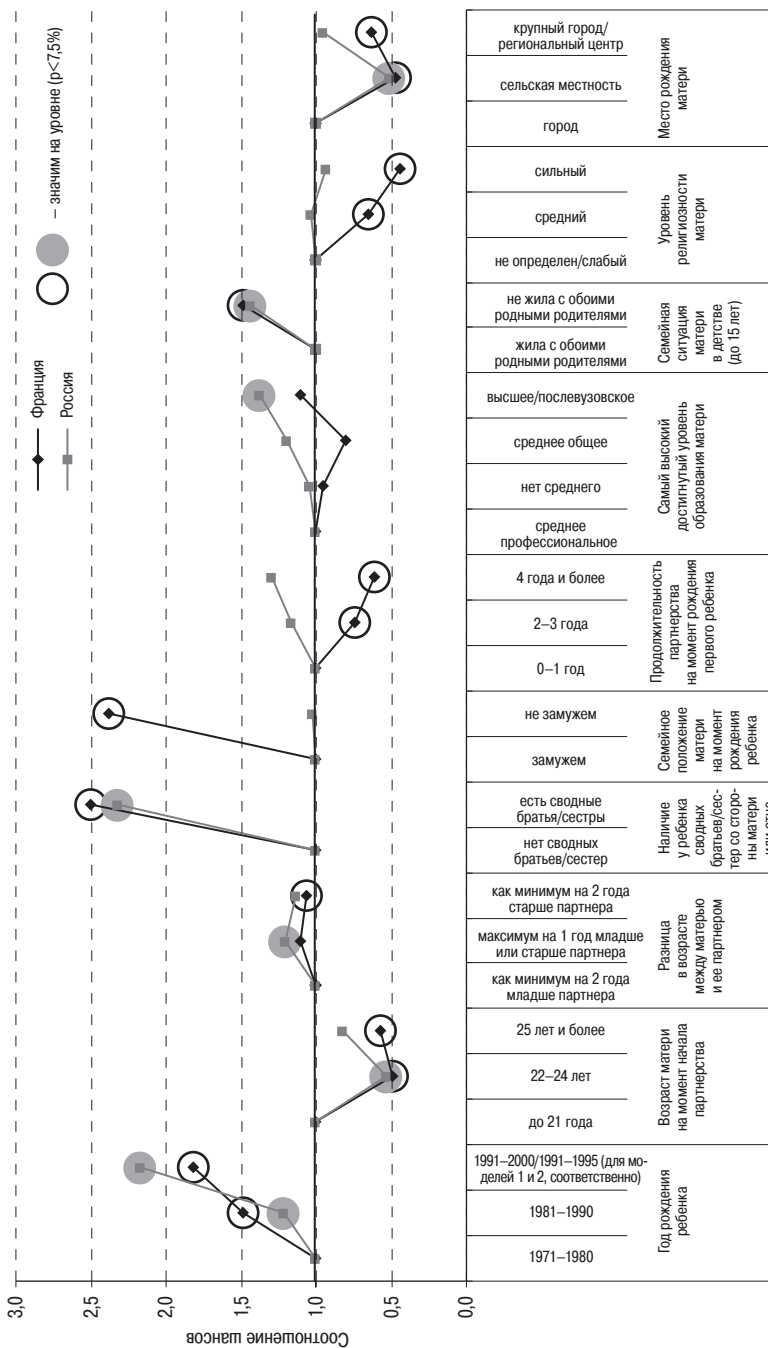 Франция
Россия
– значим на уровне (p<7,5%)
Соотношение шансов
3,0
2,5
2,0
1,5
1,0
0,5
0,0
1971–1980
1981–1990
1991–2000/1991–1995 (для мо-
делей 1 и 2, соответственно)
Год рождения
ребенка
до 21 года
22–24 лет
25 лет и более
Возраст матери
на момент начала
партнерства
как минимум на 2 года
младше партнера
максимум на 1 год младше
или старше партнера
как минимум на 2 года
старше партнера
Разница
в возрасте
между матерью
и ее партнером
нет сводных
братьев/сестер
есть сводные
братья/сестры
Наличие
у ребенка
сводных
братьев/сес-
тер со сторо-
ны матери
замужем
не замужем
Семейное
положение
матери
на момент
рождения
ребенка
0–1 год
2–3 года
4 года и более
Продолжительность
партнерства
на момент рождения
первого ребенка
среднее
профессиональное
нет среднего
среднее общее
высшее/послевузовское
Самый высокий
достигнутый уровень
образования матери
жила с обоими
родными родителями
не жила с обоими
родными родителями
Семейная
ситуация
матери
в детстве
(до 15 лет)
не определен/слабый
средний
сильный
Уровень
религиозности
матери
город
сельская местность
крупный город/
региональный центр
Место рождения
матери